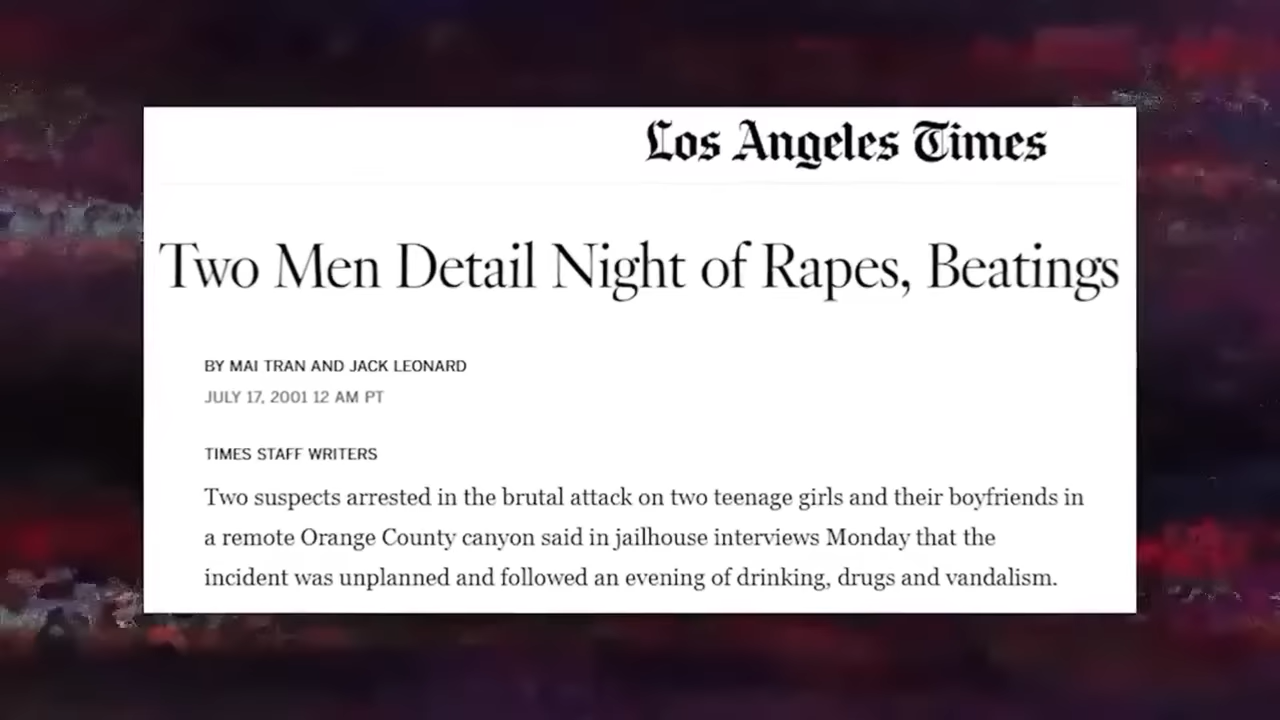 Los Angeles Times
Two Men Detail Night of Rapes, Beatings
BY MAI TRAN AND JACK LEONARD
JULY 17, 2001 12 AM PT
TIMES STAFF WRITERS
Two suspects arrested in the brutal attack on two teenage girls and their boyfriends in
a remote Orange County canyon said in jailhouse interviews Monday that the
incident was unplanned and followed an evening of drinking, drugs and vandalism.